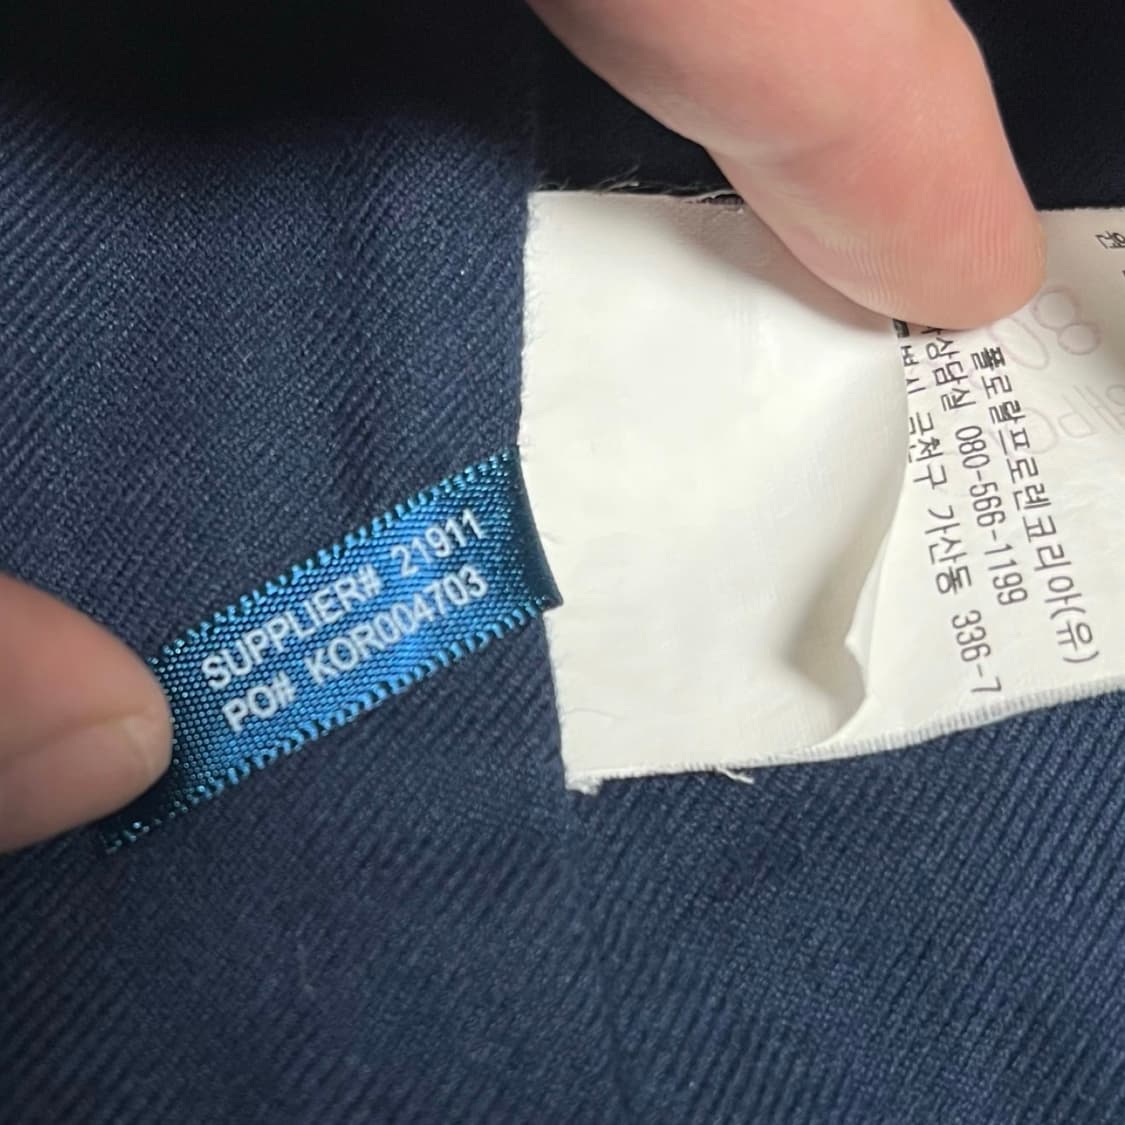 SUPPLIER# 21911
PO# KOR004703
폴로랄프로렌코리아(유)
상담실 080-566-1199
금천구 가산동 336-7